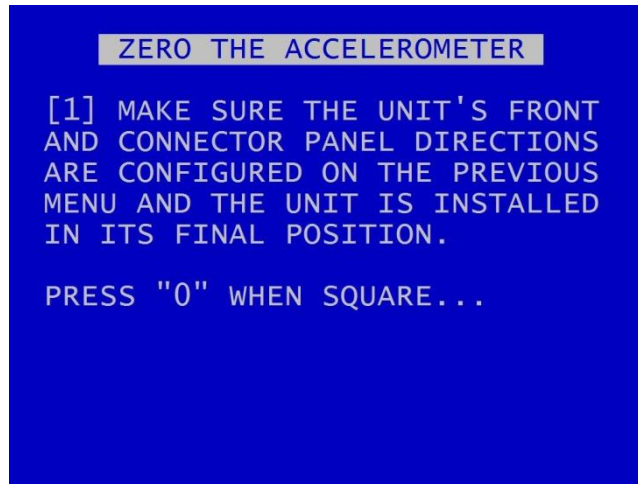 ZERO THE ACCELEROMETER
[1] MAKE SURE THE UNIT'S FRONT
AND CONNECTOR PANEL DIRECTIONS
ARE CONFIGURED ON THE PREVIOUS
MENU AND THE UNIT IS INSTALLED
IN ITS FINAL POSITION.
PRESS "0" WHEN SQUARE...